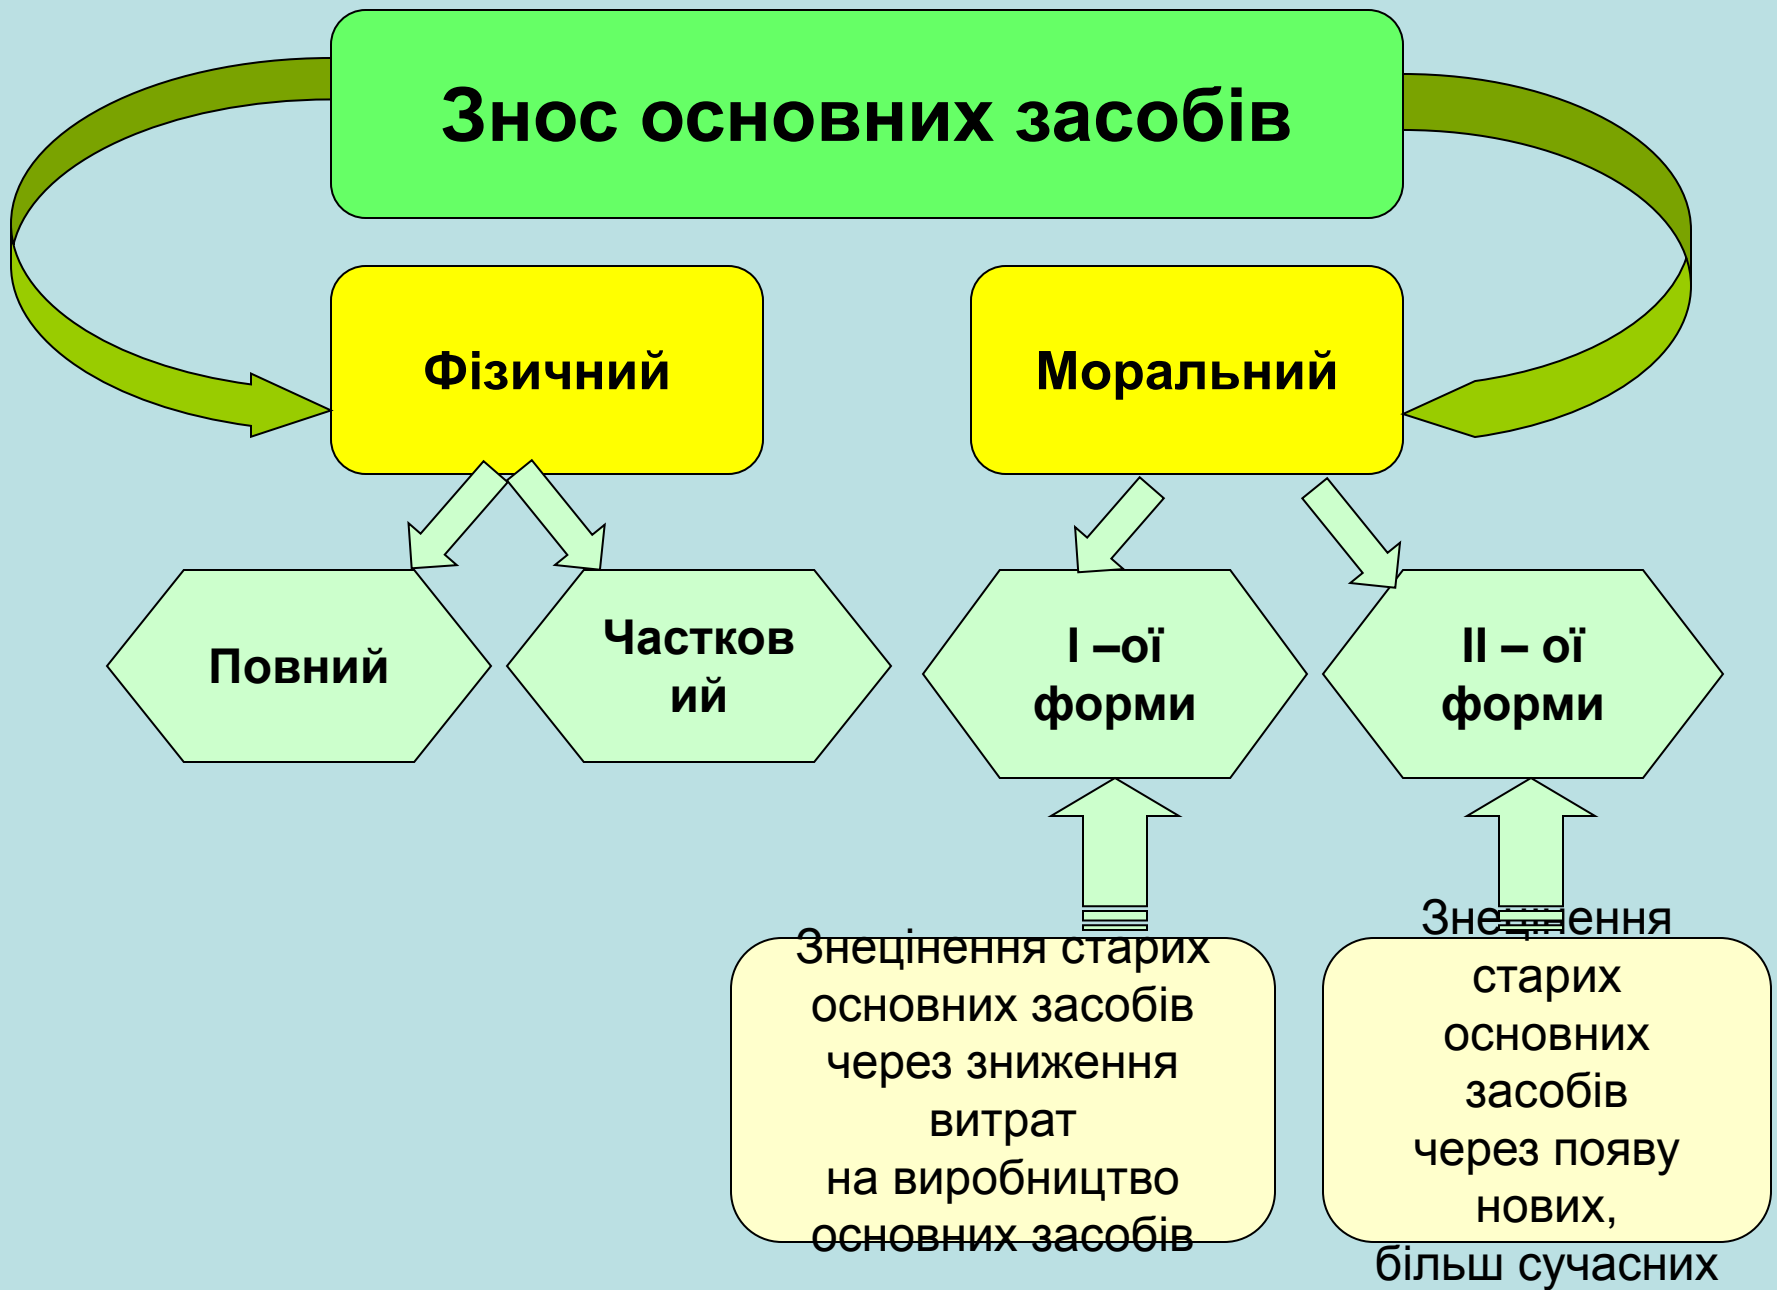 Знос основних засобів
Фізичний
Моральний
Повний
Частков
ий
І –ої
форми
ІІ – ої
форми
Знецінення старих
основних засобів
через зниження
витрат
на виробництво
основних засобів
Знецінення
старих
основних
засобів
через появу
нових,
більш сучасних